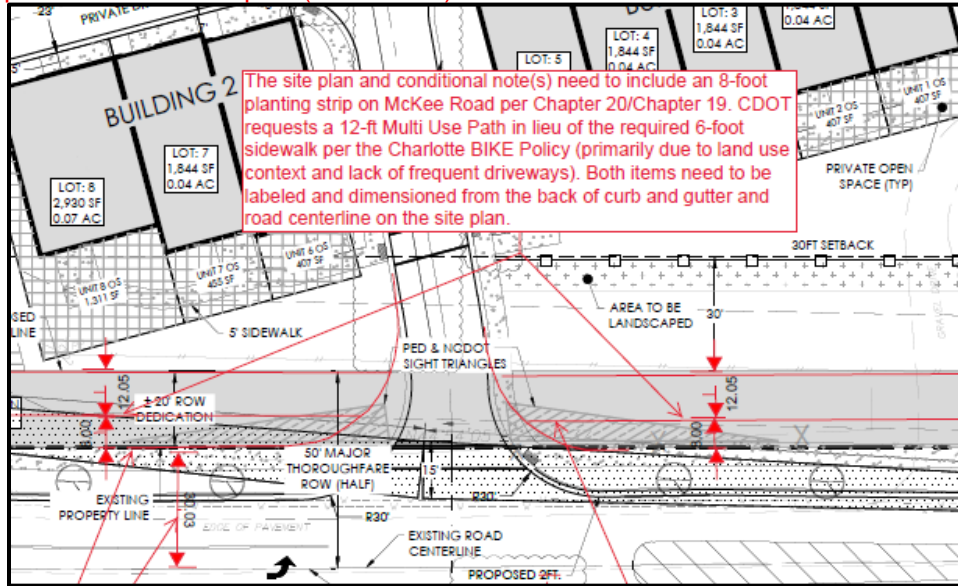 -23'
PRIVATE
BUILDING 2
LOT: 8
2,930 SF
0.07 AC
LOT: 7
1,844 SF
0.04 AC
LOT: 5
LOT: 4
1,844 SF
0.04 AC
LOT: 3
1,844 SF
0.04 AC
1,844 SF
0.04 AC
The site plan and conditional note(s) need to include an 8-foot
planting strip on McKee Road per Chapter 20/Chapter 19. CDOT
requests a 12-ft Multi Use Path in lieu of the required 6-foot
sidewalk per the Charlotte BIKE Policy (primarily due to land use
context and lack of frequent driveways). Both items need to be
labeled and dimensioned from the back of curb and gutter and
road centerline on the site plan.
UNIT 2 OS
407 SF
UNIT 1 OS
407 SF
PRIVATE OPEN
SPACE (TYP)
UNIT 8 OS
1,311 SF
UNIT 7 OS
455 SF
UNIT 6 OS
407 SF
5' SIDEWALK
30FT SETBACK
AREA TO BE
LANDSCAPED
30'
GRAVEL
PED & NCDOT
SIGHT TRIANGLES
12.05
12.05
± 20' ROW
DEDICATION
8.00
8.00
50' MAJOR
THOROUGHFARE
ROW (HALF)
15'
R30'
R30'
EXISTING
PROPERTY LINE
30.03
EDGE OF PAVEMENT
EXISTING ROAD
CENTERLINE
PROPOSED 2FT.